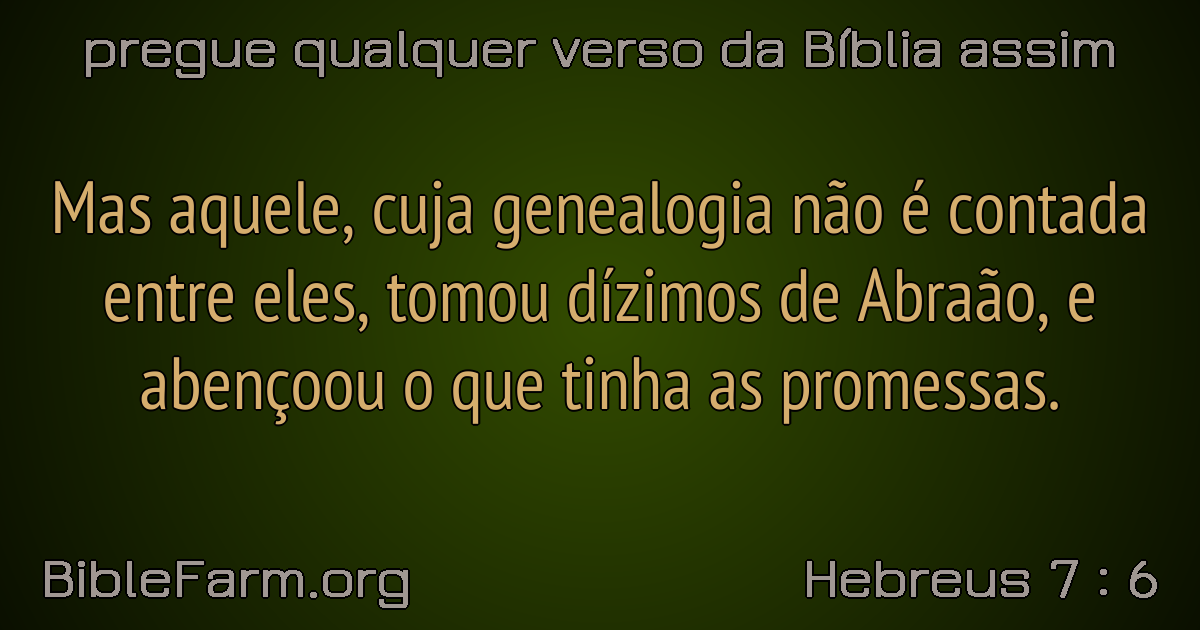 pregue qualquer verso da Bíblia assim
Mas aquele, cuja genealogia não é contada
entre eles, tomou dízimos de Abraão, e
abençoou o que tinha as promessas.
BibleFarm.org
Hebreus 7 : 6